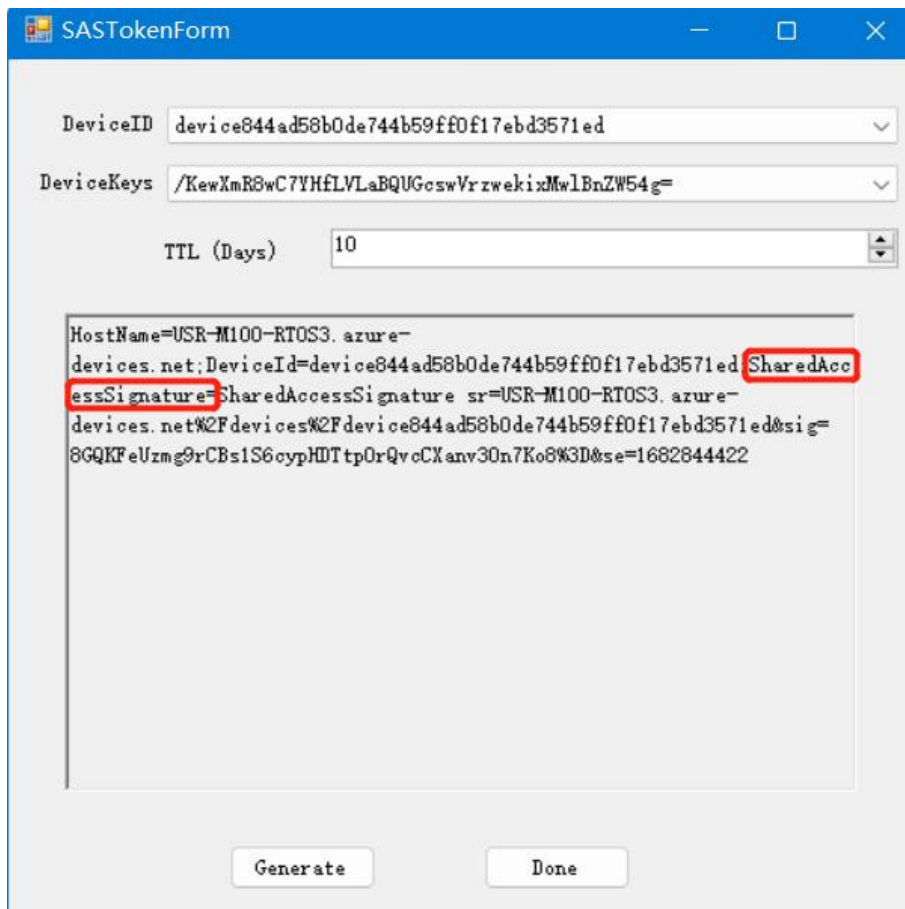 SASTokenForm
DeviceID device844ad58b0de744b59ff0f17ebd3571ed
DeviceKeys /KewXmR8wC7YHfLVLaBQUGcswVrzwekixMwlBnZW54g=
TTL (Days) 10
HostName=USR-M100-RTOS3.azure-
devices.net;DeviceId=device844ad58b0de744b59ff0f17ebd3571ed;SharedAcc
essSignature=SharedAccessSignature sr=USR-M100-RTOS3.azure-
devices.net%2Fdevices%2Fdevice844ad58b0de744b59ff0f17ebd3571ed&sig=
8GQKFeUzmg9rCBs1S6cypHDTtpOrQvcCXanv3On7Ko8%3D&se=1682844422
Generate Done